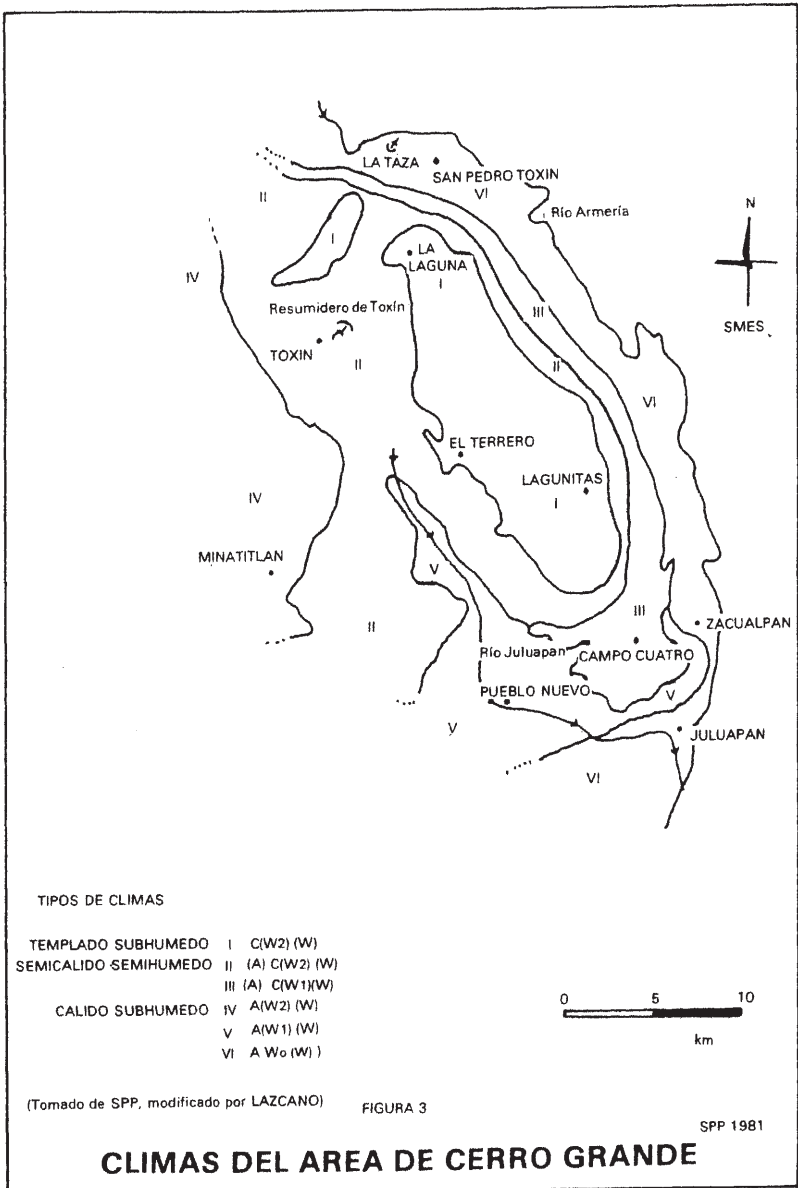 LA TAZA
SAN PEDRO TOXIN
VI
II
Río Armería
N
I
LA
LAGUNA
I
IV
SMES
Resumidero de Toxín
III
TOXIN
II
II
VI
EL TERRERO
LAGUNITAS
I
IV
MINATITLAN
V
III
ZACUALPAN
II
Río Juluapan
CAMPO CUATRO
PUEBLO NUEVO
V
V
JULUAPAN
VI
TIPOS DE CLIMAS
TEMPLADO SUBHUMEDO I C(W2) (W)
SEMICALIDO SEMIHUMEDO II (A) C(W2) (W)
III (A) C(W1)(W)
CALIDO SUBHUMEDO IV A(W2) (W)
V A(W1) (W)
VI A Wo (W) )
0 5 10
km
(Tomado de SPP, modificado por LAZCANO)
FIGURA 3
SPP 1981
CLIMAS DEL AREA DE CERRO GRANDE